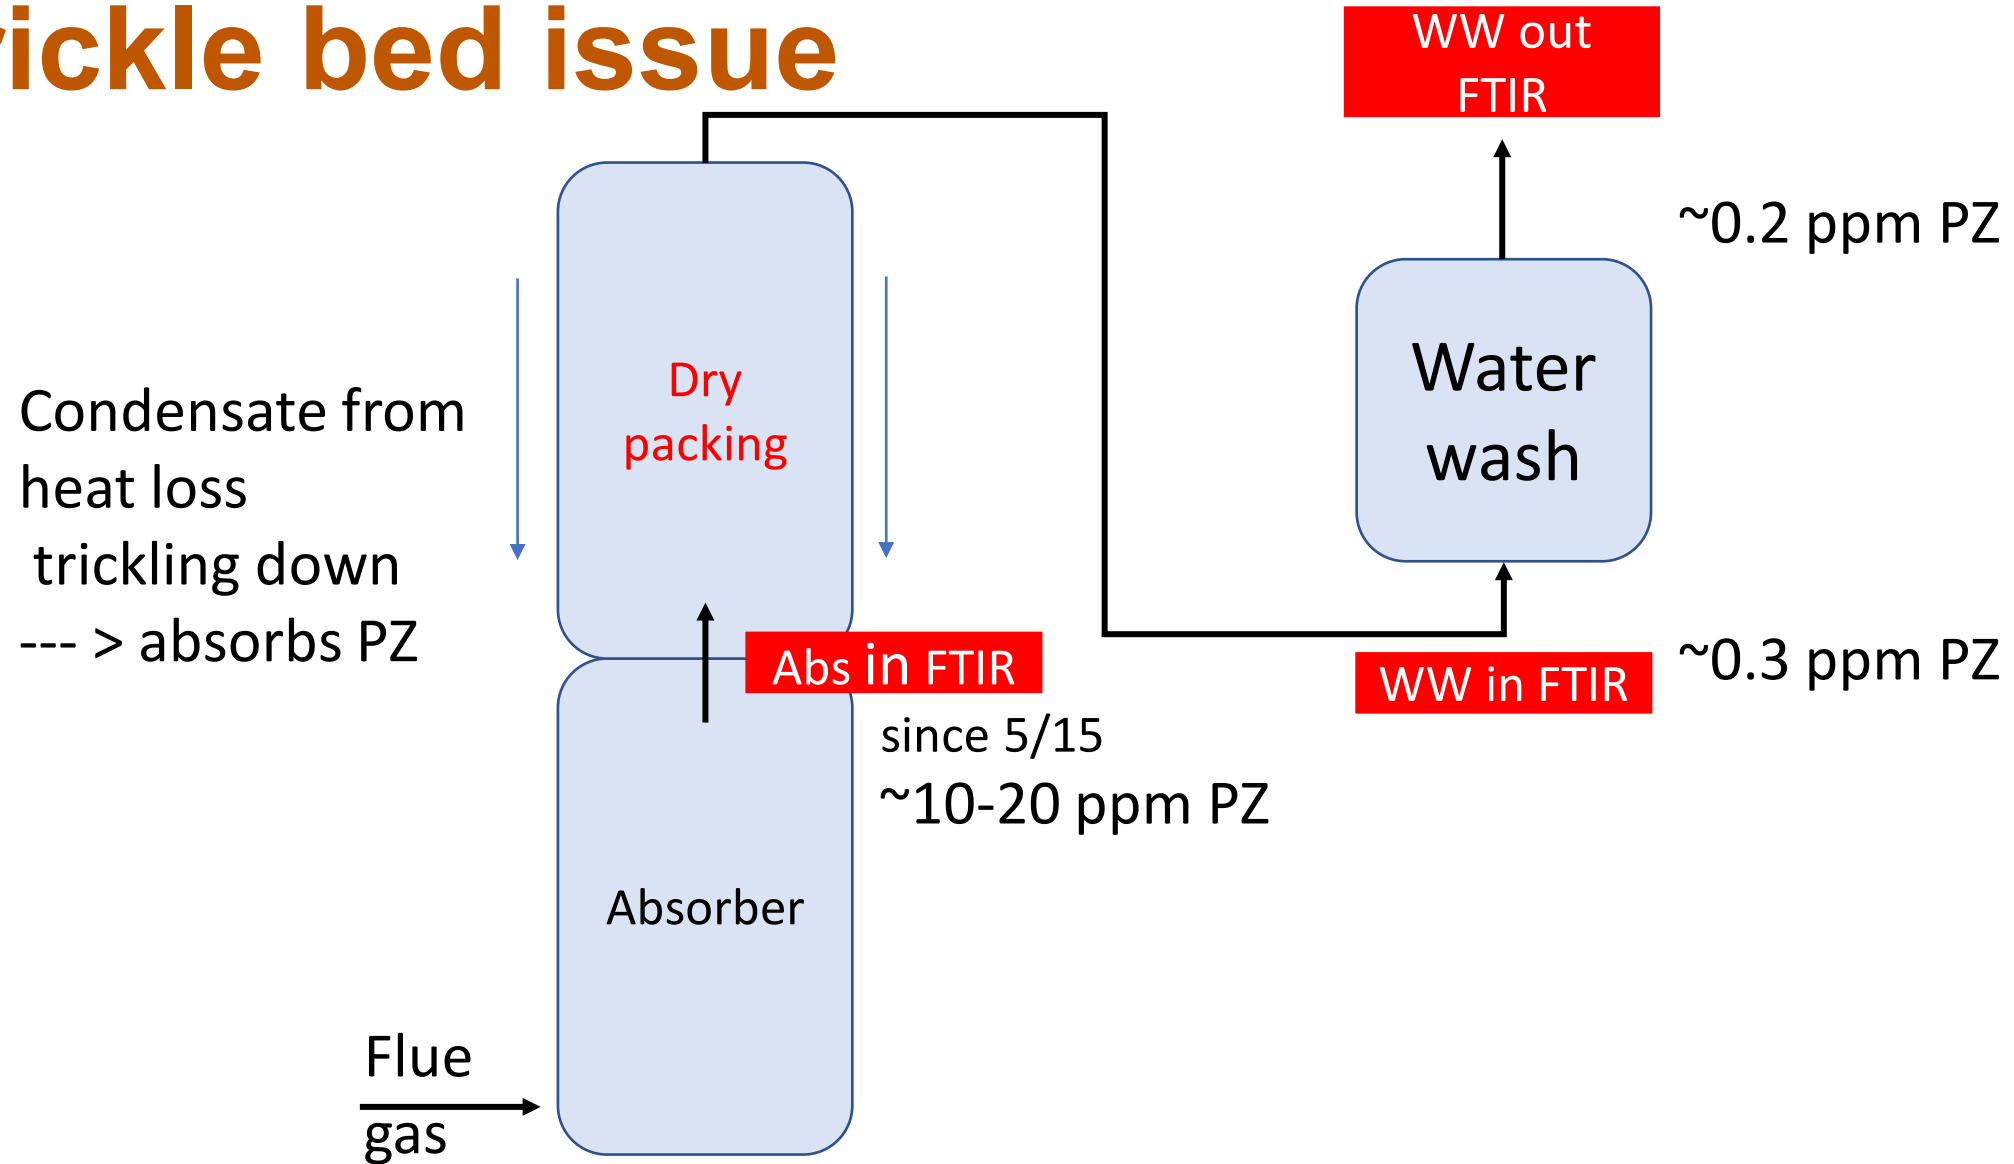 rickle bed issue
WW out
FTIR
~0.2 ppm PZ
Dry
packing
Water
wash
Condensate from
heat loss
trickling down
--- > absorbs PZ
Abs in FTIR
WW in FTIR
~0.3 ppm PZ
since 5/15
~10-20 ppm PZ
Absorber
Flue
gas